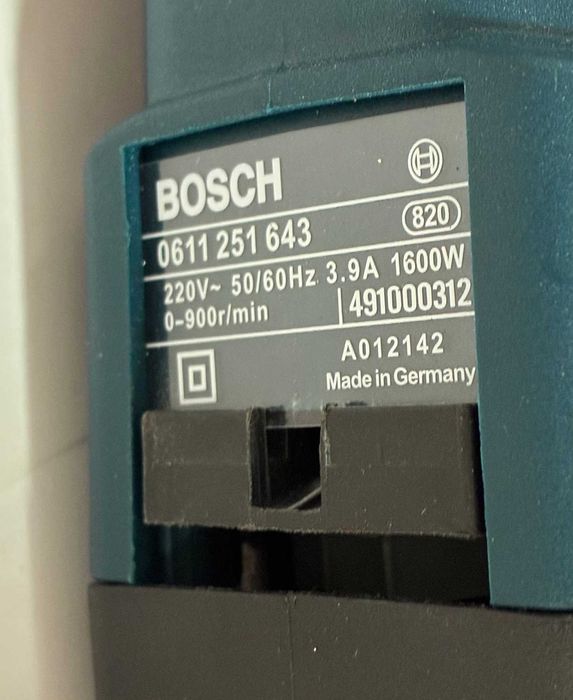 BOSCH
0611 251 643 820
220V~ 50/60Hz 3.9A 1600W
0-900r/min 491000312
A012142
Made in Germany